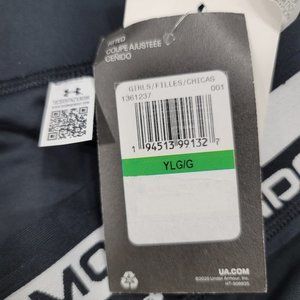 FITTED
COUPE AJUSTÉE
CEÑIDO
GIRLS/FILLES/CHICAS
1361237 001
1 94513 99132 7
YLG/G
UA.COM
©2020 Under Armour, Inc.